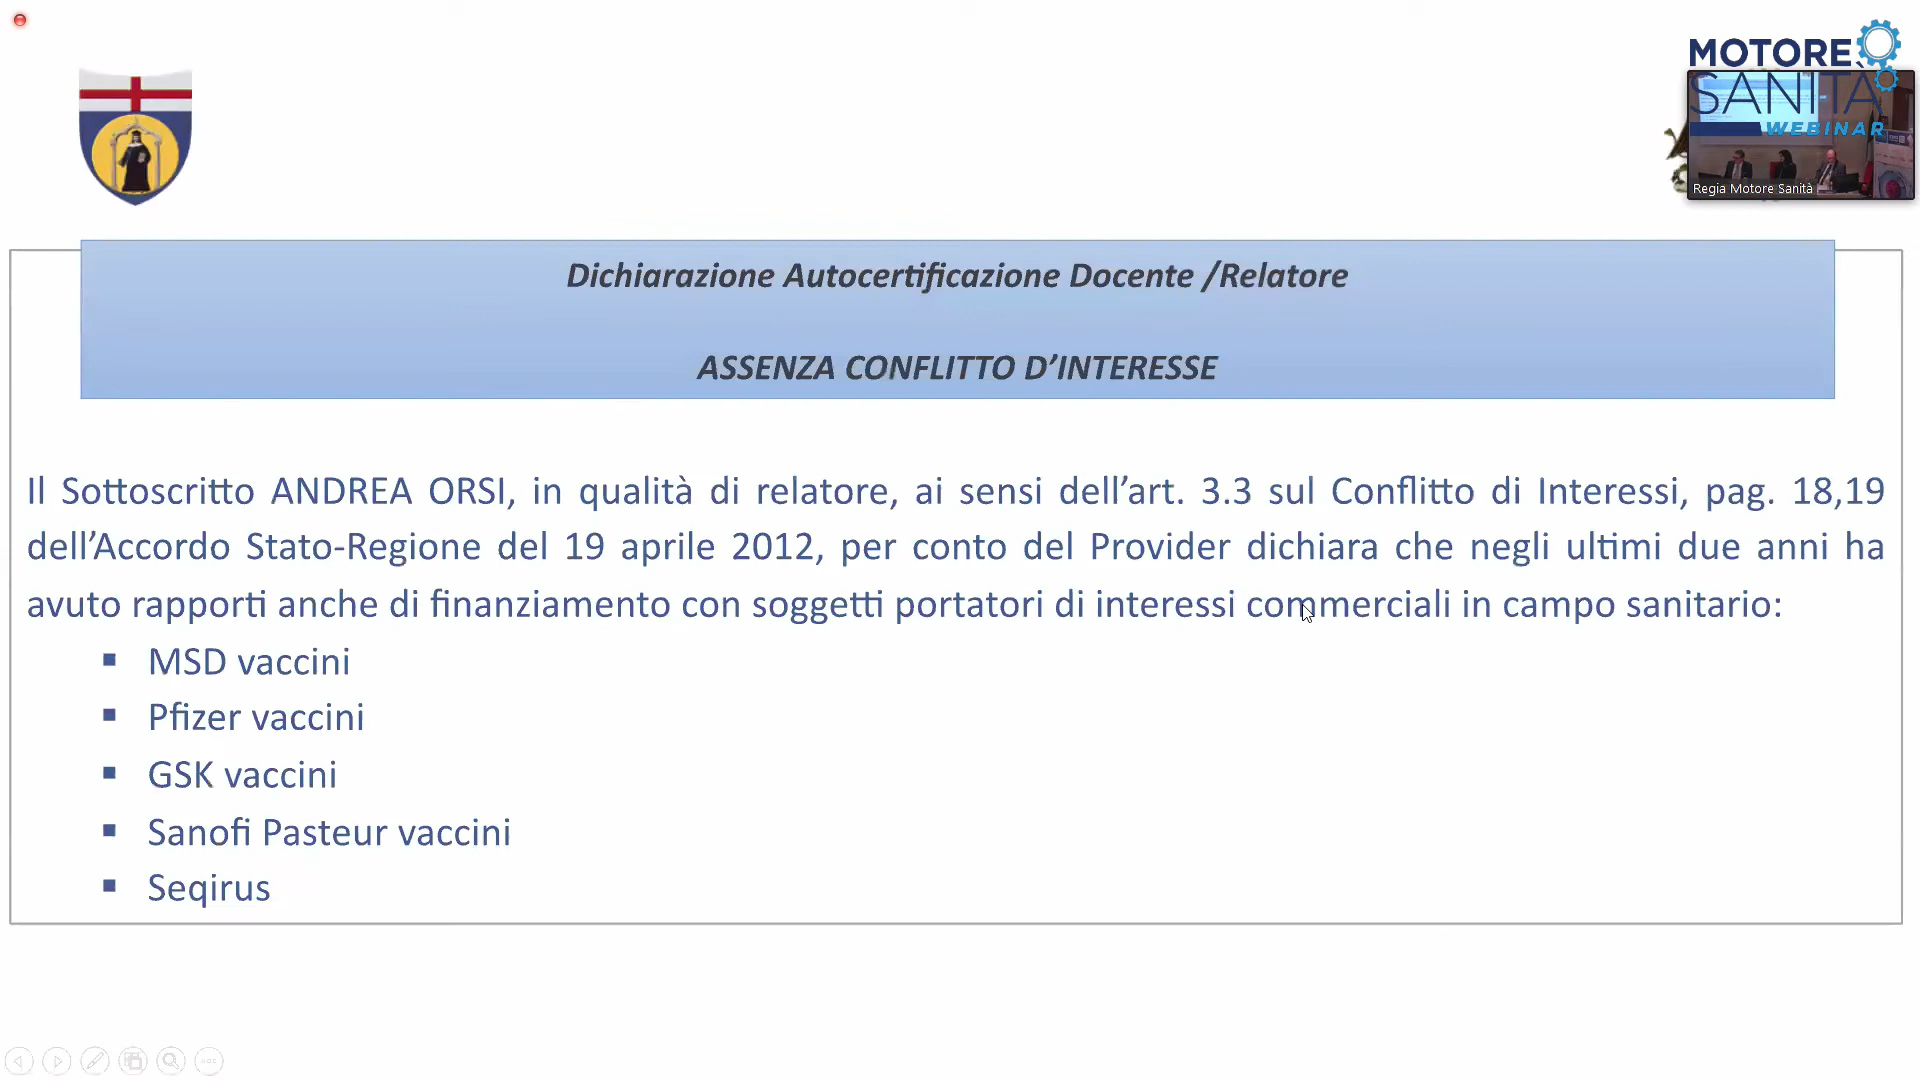 MOTORE
SANITÀ
WEBINAR
Regia Motore Sanità
Dichiarazione Autocertificazione Docente /Relatore
ASSENZA CONFLITTO D’INTERESSE
Il Sottoscritto ANDREA ORSI, in qualità di relatore, ai sensi dell’art. 3.3 sul Conflitto di Interessi, pag. 18,19
dell’Accordo Stato-Regione del 19 aprile 2012, per conto del Provider dichiara che negli ultimi due anni ha
avuto rapporti anche di finanziamento con soggetti portatori di interessi commerciali in campo sanitario:
▪ MSD vaccini
▪ Pfizer vaccini
▪ GSK vaccini
▪ Sanofi Pasteur vaccini
▪ Seqirus